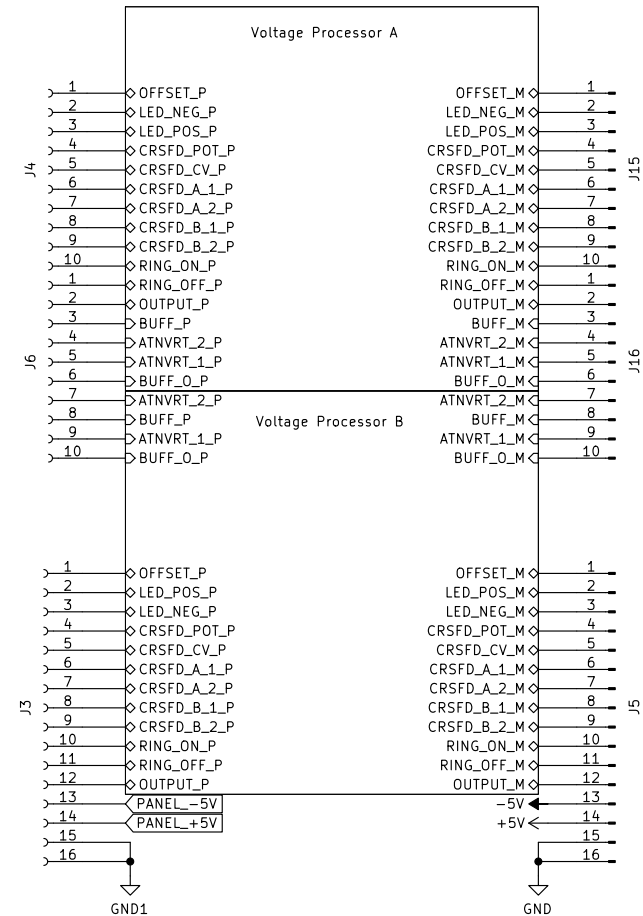 Voltage Processor A
1 OFFSET_P OFFSET_M 1
2 LED_NEG_P LED_NEG_M 2
3 LED_POS_P LED_POS_M 3
4 CRSFD_POT_P CRSFD_POT_M 4
J4 5 CRSFD_CV_P CRSFD_CV_M 5 J15
6 CRSFD_A_1_P CRSFD_A_1_M 6
7 CRSFD_A_2_P CRSFD_A_2_M 7
8 CRSFD_B_1_P CRSFD_B_1_M 8
9 CRSFD_B_2_P CRSFD_B_2_M 9
10 RING_ON_P RING_ON_M 10
1 RING_OFF_P RING_OFF_M 1
2 OUTPUT_P OUTPUT_M 2
3 BUFF_P BUFF_M 3
4 ATNVRT_2_P ATNVRT_2_M 4
J6 5 ATNVRT_1_P ATNVRT_1_M 5 J16
6 BUFF_O_P BUFF_O_M 6
7 ATNVRT_2_P ATNVRT_2_M 7
8 BUFF_P Voltage Processor B BUFF_M 8
9 ATNVRT_1_P ATNVRT_1_M 9
10 BUFF_O_P BUFF_O_M 10
1 OFFSET_P OFFSET_M 1
2 LED_POS_P LED_POS_M 2
3 LED_NEG_P LED_NEG_M 3
4 CRSFD_POT_P CRSFD_POT_M 4
5 CRSFD_CV_P CRSFD_CV_M 5
6 CRSFD_A_1_P CRSFD_A_1_M 6
7 CRSFD_A_2_P CRSFD_A_2_M 7
J3 8 CRSFD_B_1_P CRSFD_B_1_M 8 J5
9 CRSFD_B_2_P CRSFD_B_2_M 9
10 RING_ON_P RING_ON_M 10
11 RING_OFF_P RING_OFF_M 11
12 OUTPUT_P OUTPUT_M 12
13 PANEL_-5V -5V 13
14 PANEL_+5V +5V 14
15 15
16 16
GND1 GND